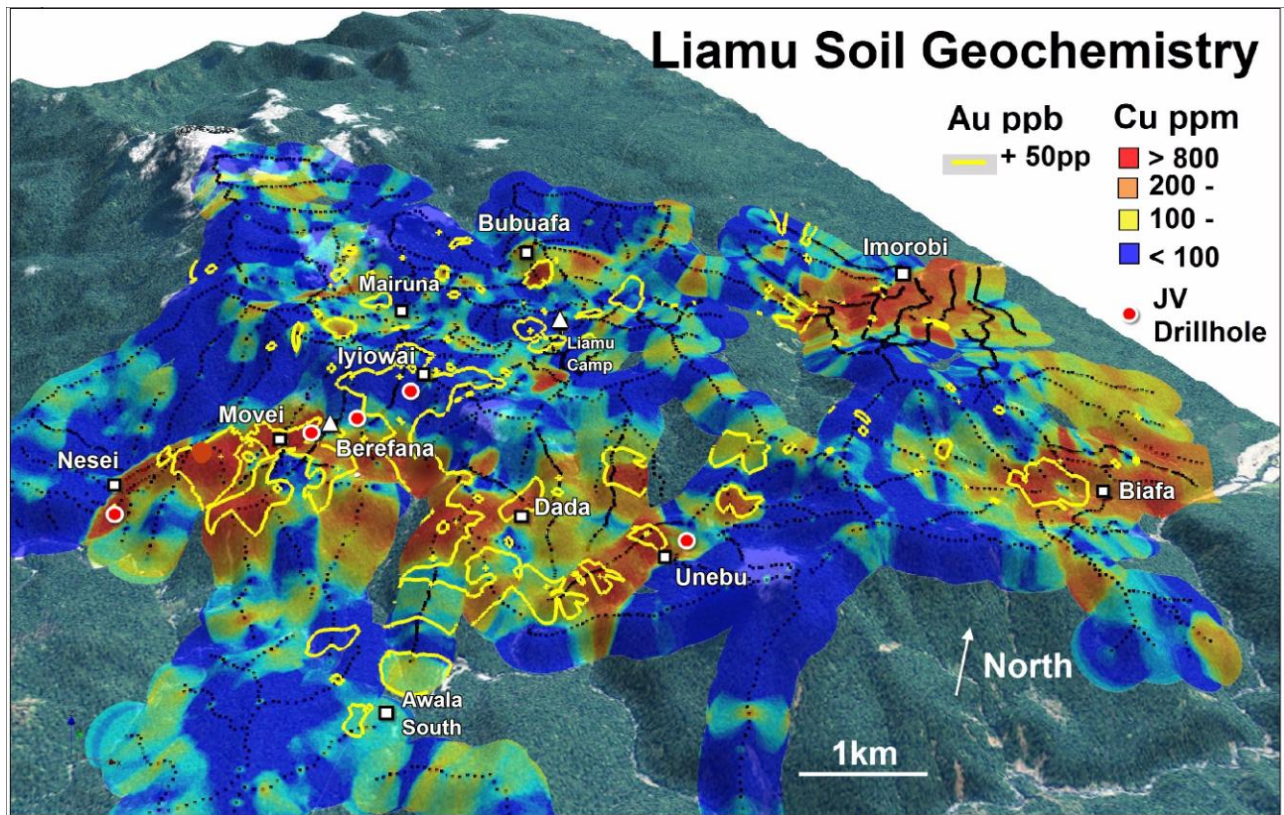 Liamu Soil Geochemistry
Au ppb
+ 50pp
Cu ppm
> 800
200 -
100 -
< 100
JV
Drillhole
Bubuafa
Imorobi
Mairuna
Liamu
Camp
Iyiowai
Movei
Berefana
Nesei
Dada
Biafa
Unebu
North
Awala
South
1km